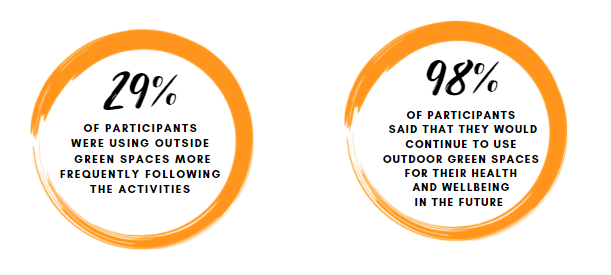 29%
OF PARTICIPANTS
WERE USING OUTSIDE
GREEN SPACES MORE
FREQUENTLY FOLLOWING
THE ACTIVITIES
98%
OF PARTICIPANTS
SAID THAT THEY WOULD
CONTINUE TO USE
OUTDOOR GREEN SPACES
FOR THEIR HEALTH
AND WELLBEING
IN THE FUTURE